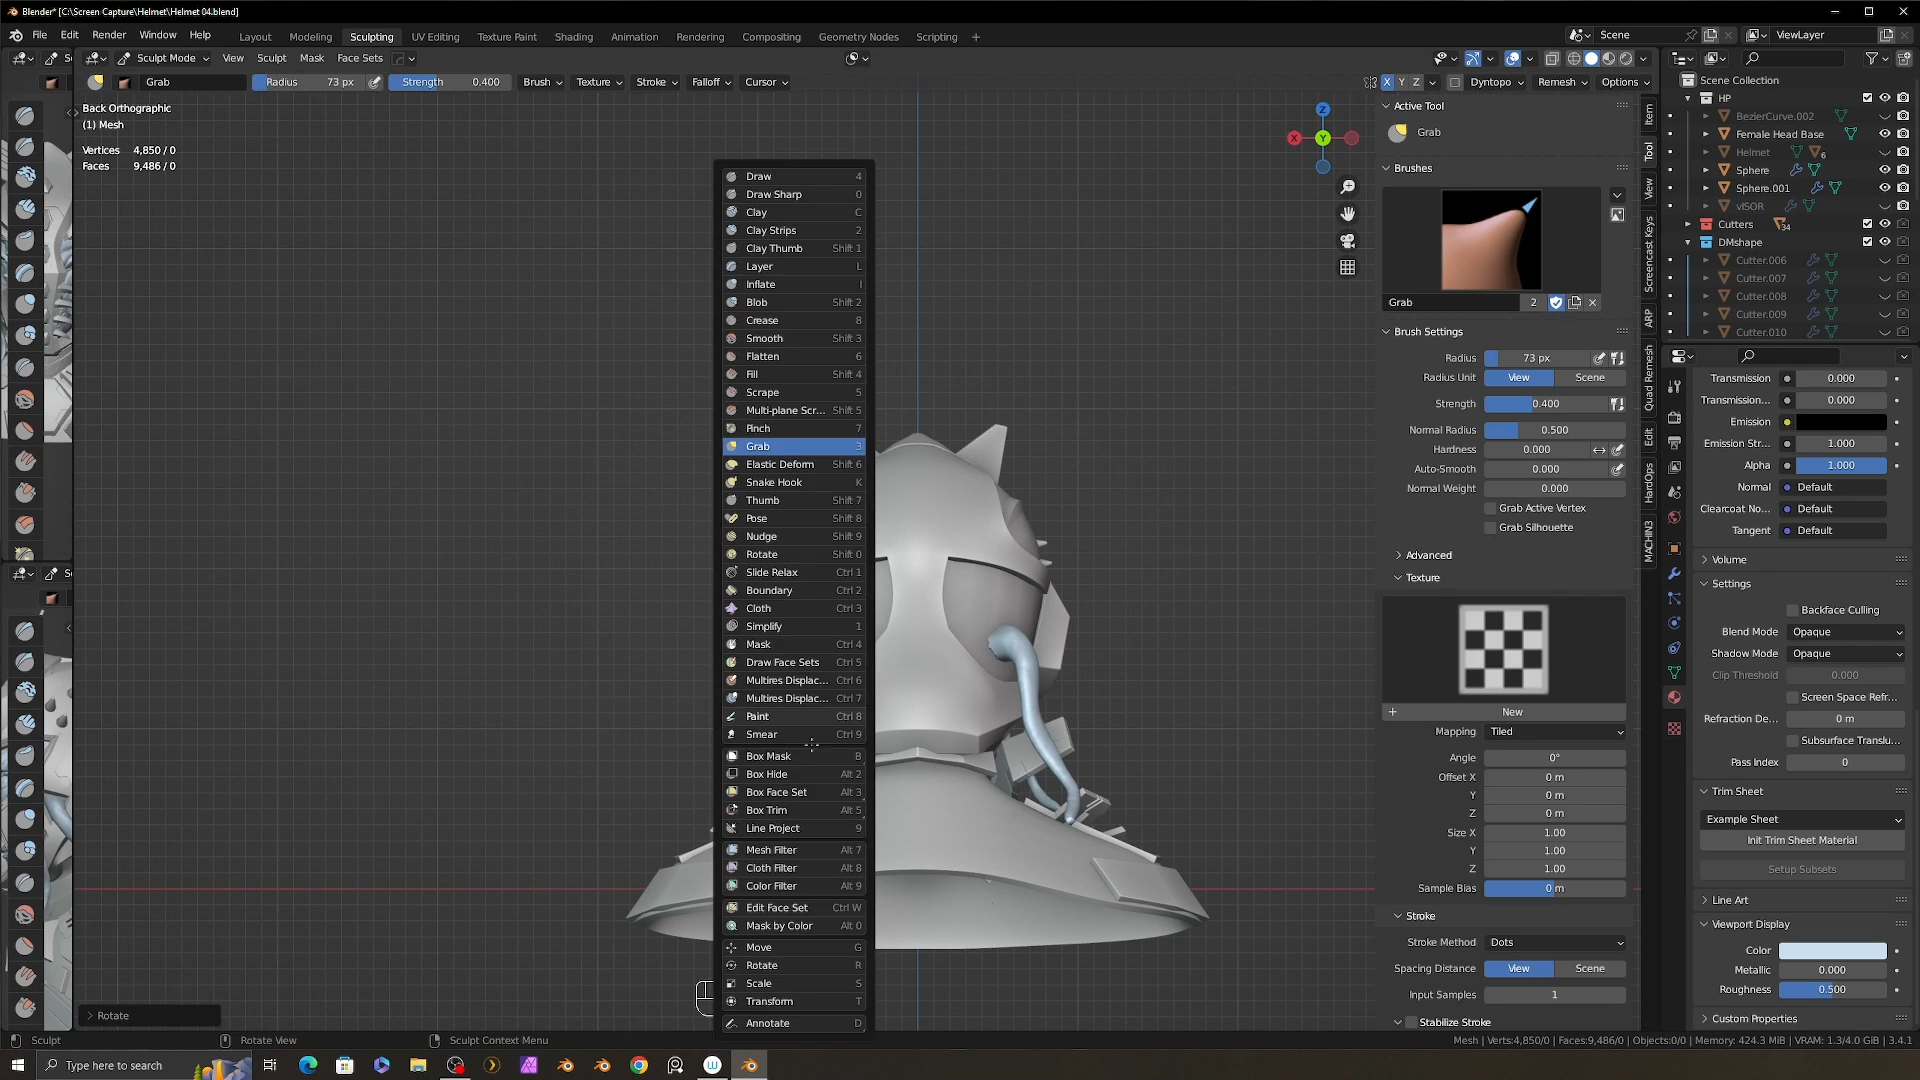 Blender* [C:\Screen Capture\Helmet\Helmet 04.blend]
File Edit Render Window Help Layout Modeling Sculpting UV Editing Texture Paint Shading Animation Rendering Compositing Geometry Nodes Scripting + Scene ViewLayer
Sculpt Mode View Sculpt Mask Face Sets
Grab Radius 73 px Strength 0.400 Brush Texture Stroke Falloff Cursor X Y Z Dyntopo Remesh Options
Back Orthographic
(1) Mesh
Vertices 4,850 / 0
Faces 9,486 / 0
Draw 4
Draw Sharp 0
Clay C
Clay Strips 2
Clay Thumb Shift 1
Layer L
Inflate I
Blob Shift 2
Crease 8
Smooth Shift 3
Flatten 6
Fill Shift 4
Scrape 5
Multi-plane Scr... Shift 5
Pinch 7
Grab 3
Elastic Deform Shift 6
Snake Hook K
Thumb Shift 7
Pose Shift 8
Nudge Shift 9
Rotate Shift 0
Slide Relax Ctrl 1
Boundary Ctrl 2
Cloth Ctrl 3
Simplify 1
Mask Ctrl 4
Draw Face Sets Ctrl 5
Multires Displac... Ctrl 6
Multires Displac... Ctrl 7
Paint Ctrl 8
Smear Ctrl 9
Box Mask B
Box Hide Alt 2
Box Face Set Alt 3
Box Trim Alt 5
Line Project 9
Mesh Filter Alt 7
Cloth Filter Alt 8
Color Filter Alt 9
Edit Face Set Ctrl W
Mask by Color Alt 0
Move G
Rotate R
Scale S
Transform T
Annotate D
Rotate
Z
X Y
Active Tool
Grab
Brushes
Grab 2
Brush Settings
Radius 73 px
Radius Unit View Scene
Strength 0.400
Normal Radius 0.500
Hardness 0.000
Auto-Smooth 0.000
Normal Weight 0.000
Grab Active Vertex
Grab Silhouette
Advanced
Texture
+ New
Mapping Tiled
Angle 0°
Offset X 0 m
Y 0 m
Z 0 m
Size X 1.00
Y 1.00
Z 1.00
Sample Bias 0 m
Stroke
Stroke Method Dots
Spacing Distance View Scene
Input Samples 1
Stabilize Stroke
Item
Tool
View
Screencast Keys
ARP
Quad Remesh
Edit
HardOps
MACHIN3
Scene Collection
HP
BezierCurve.002
Female Head Base
Helmet 6
Sphere
Sphere.001
vISOR
Cutters 34
DMshape
Cutter.006
Cutter.007
Cutter.008
Cutter.009
Cutter.010
Transmission 0.000
Transmission... 0.000
Emission
Emission Str... 1.000
Alpha 1.000
Normal Default
Clearcoat No... Default
Tangent Default
Volume
Settings
Backface Culling
Blend Mode Opaque
Shadow Mode Opaque
Clip Threshold 0.000
Screen Space Refr...
Refraction De... 0 m
Subsurface Translu...
Pass Index 0
Trim Sheet
Example Sheet
Init Trim Sheet Material
Setup Subsets
Line Art
Viewport Display
Color
Metallic 0.000
Roughness 0.500
Custom Properties
Sculpt Rotate View Sculpt Context Menu Mesh | Verts:4,850/0 | Faces:9,486/0 | Objects:0/0 | Memory: 424.3 MiB | VRAM: 1.3/4.0 GiB | 3.4.1
Type here to search